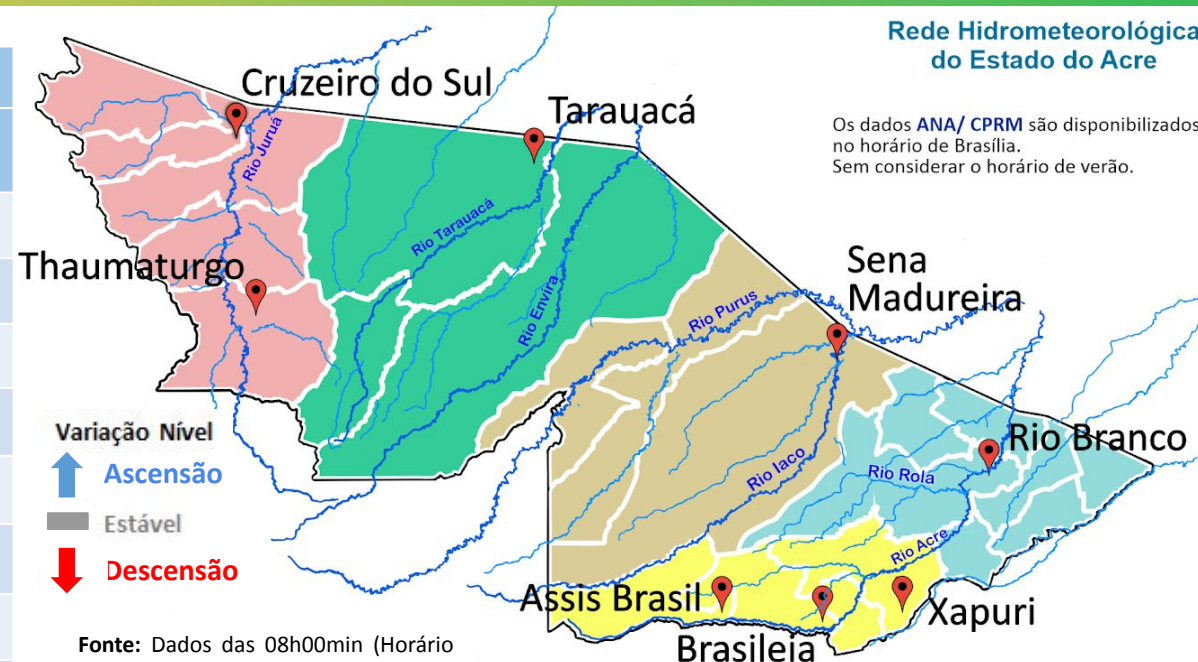 Rede Hidrometeorológica
do Estado do Acre
Os dados ANA/ CPRM são disponibilizados
no horário de Brasília.
Sem considerar o horário de verão.
Cruzeiro do Sul
Tarauacá
Rio Juruá
Rio Tarauacá
Thaumaturgo
Rio Envira
Sena
Madureira
Rio Purus
Variação Nível
Ascensão
Estável
Descensão
Rio Branco
Rio Iaco
Rio Rola
Rio Acre
Assis Brasil
Xapuri
Brasileia
Fonte: Dados das 08h00min (Horário